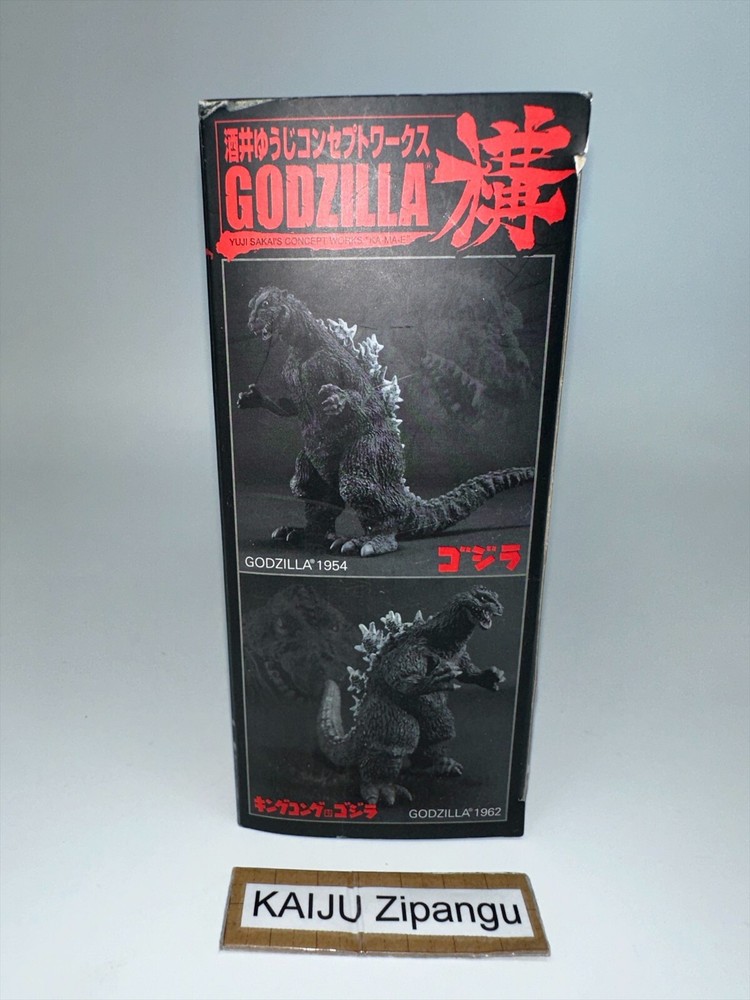 酒井ゆうじコンセプトワークス
構
GODZILLA®
YUJI SAKAI'S CONCEPT WORKS "KA-MA-E"
GODZILLA® 1954
ゴジラ
キングコング対ゴジラ
GODZILLA® 1962
KAIJU Zipangu